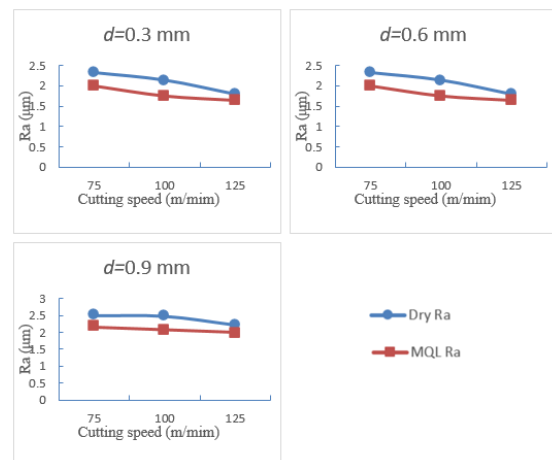 d=0.3 mm
2.5
2
1.5
1
0.5
0
Ra (µm)
75 100 125
Cutting speed (m/mim)
d=0.6 mm
2.5
2
1.5
1
0.5
0
Ra (µm)
75 100 125
Cutting speed (m/mim)
d=0.9 mm
3
2.5
2
1.5
1
0.5
0
Ra (µm)
75 100 125
Cutting speed (m/mim)
Dry Ra
MQL Ra